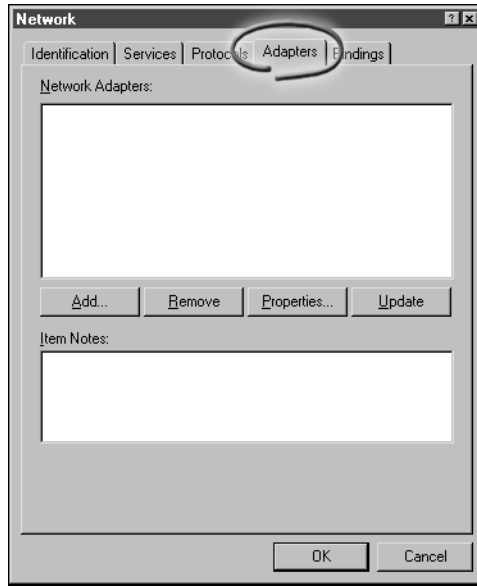 Network
Identification Services Protocols Adapters Bindings
Network Adapters:
Add... Remove Properties... Update
Item Notes:
OK Cancel